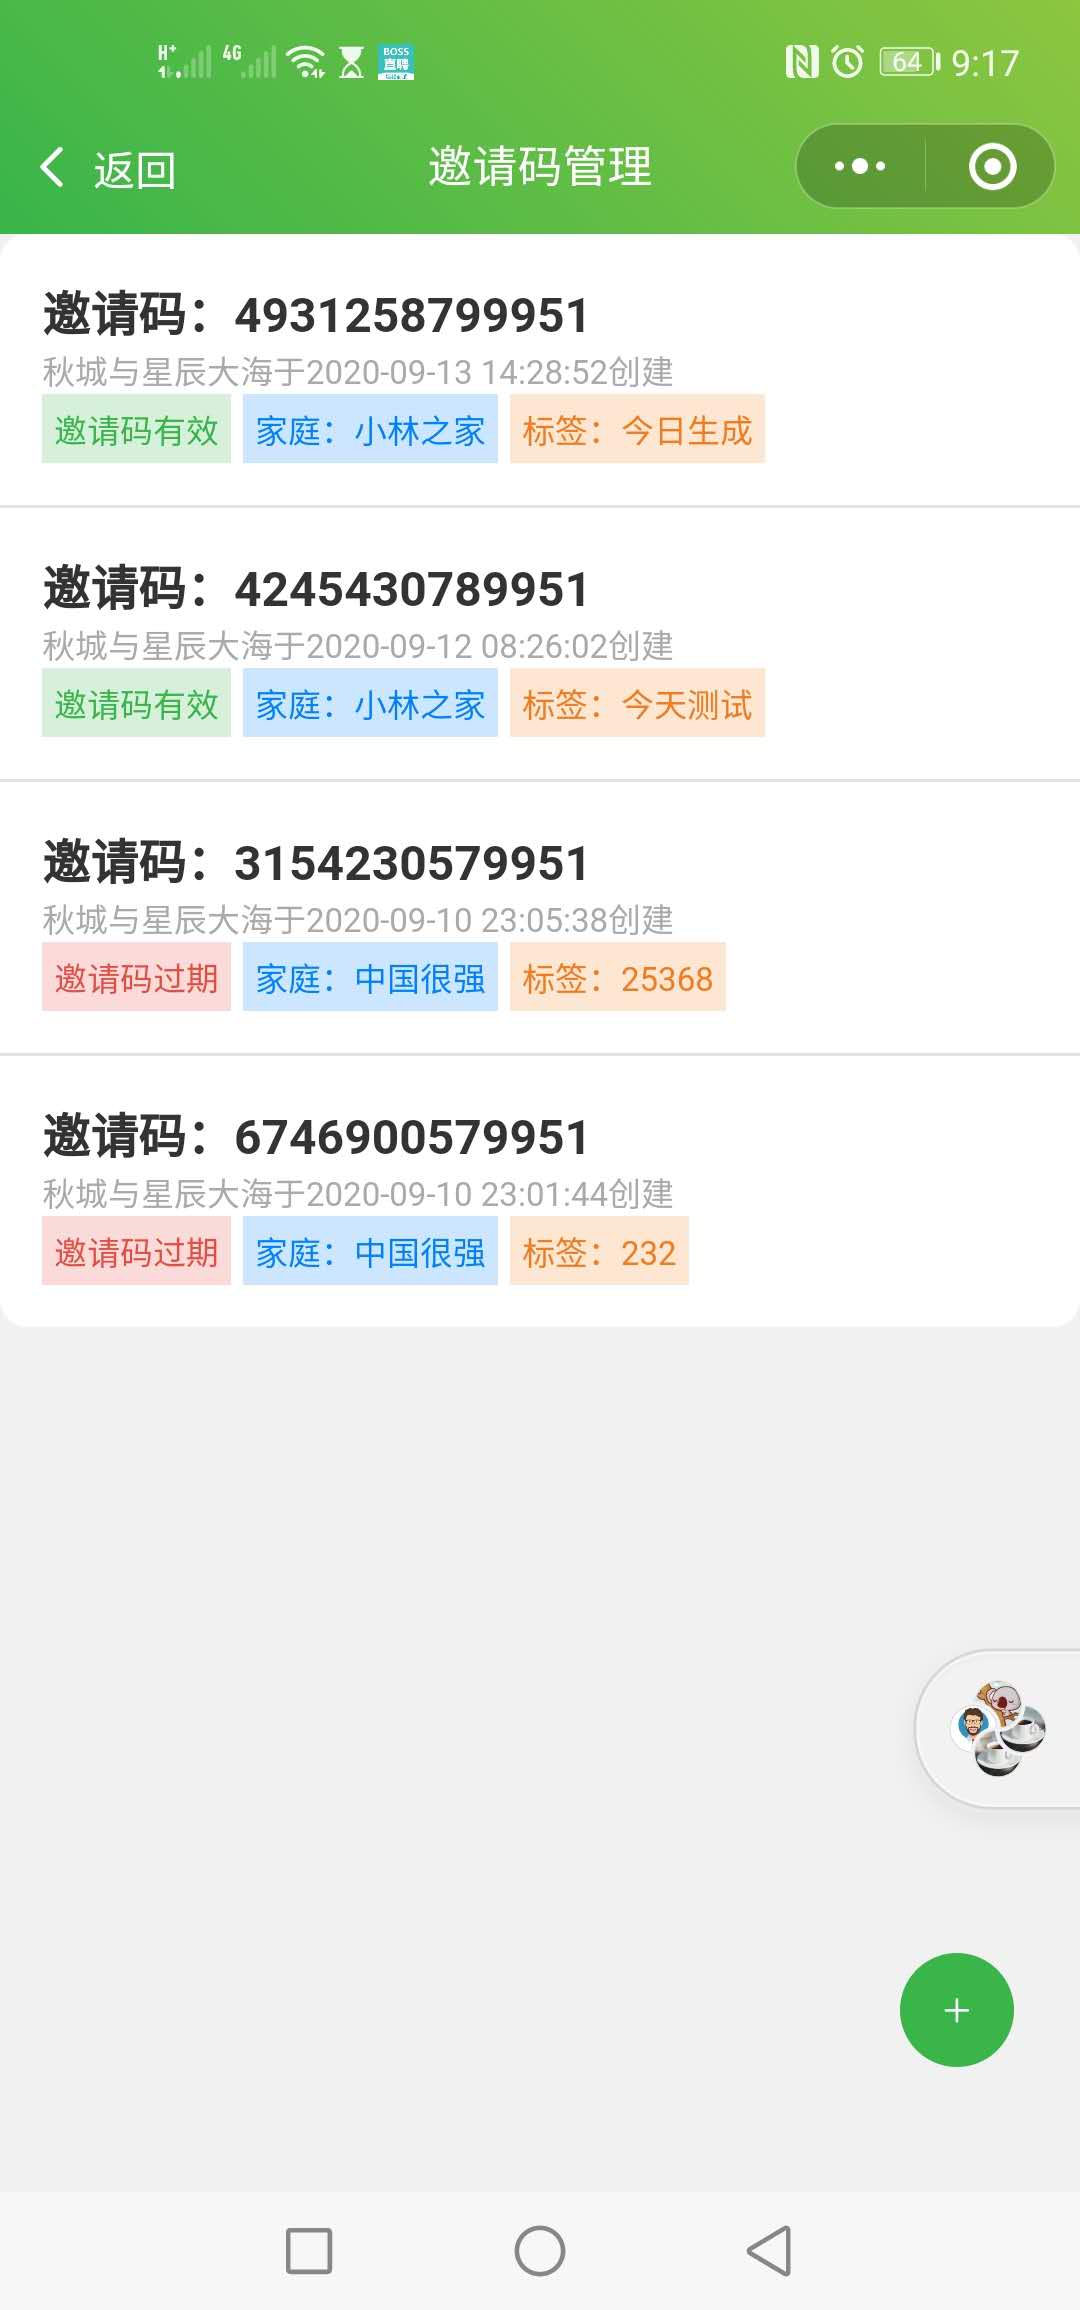 H+ 4G BOSS 直聘 64 9:17
返回 邀请码管理
邀请码：4931258799951
秋城与星辰大海于2020-09-13 14:28:52创建
邀请码有效 家庭：小林之家 标签：今日生成
邀请码：4245430789951
秋城与星辰大海于2020-09-12 08:26:02创建
邀请码有效 家庭：小林之家 标签：今天测试
邀请码：3154230579951
秋城与星辰大海于2020-09-10 23:05:38创建
邀请码过期 家庭：中国很强 标签：25368
邀请码：6746900579951
秋城与星辰大海于2020-09-10 23:01:44创建
邀请码过期 家庭：中国很强 标签：232
+